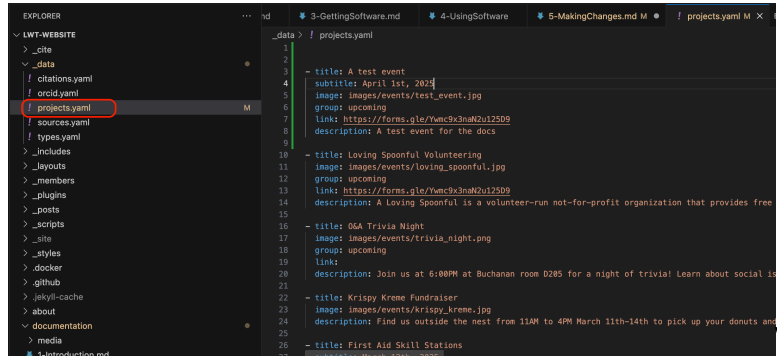 EXPLORER
LWT-WEBSITE
_cite
_data
citations.yaml
orcid.yaml
projects.yaml M
sources.yaml
types.yaml
_includes
_layouts
_members
_plugins
_posts
_scripts
_site
_styles
.docker
.github
.jekyll-cache
about
documentation
media
1-Introduction.md
nd 3-GettingSoftware.md 4-UsingSoftware 5-MakingChanges.md M projects.yaml M
_data > projects.yaml
1
2
3 - title: A test event
4 subtitle: April 1st, 2025
5 image: images/events/test_event.jpg
6 group: upcoming
7 link: https://forms.gle/Ywmc9x3naN2u125D9
8 description: A test event for the docs
9
10 - title: Loving Spoonful Volunteering
11 image: images/events/loving_spoonful.jpg
12 group: upcoming
13 link: https://forms.gle/Ywmc9x3naN2u125D9
14 description: A Loving Spoonful is a volunteer-run not-for-profit organization that provides free
15
16 - title: O&A Trivia Night
17 image: images/events/trivia_night.png
18 group: upcoming
19 link:
20 description: Join us at 6:00PM at Buchanan room D205 for a night of trivia! Learn about social is
21
22 - title: Krispy Kreme Fundraiser
23 image: images/events/krispy_kreme.jpg
24 description: Find us outside the nest from 11AM to 4PM March 11th-14th to pick up your donuts and
25
26 - title: First Aid Skill Stations